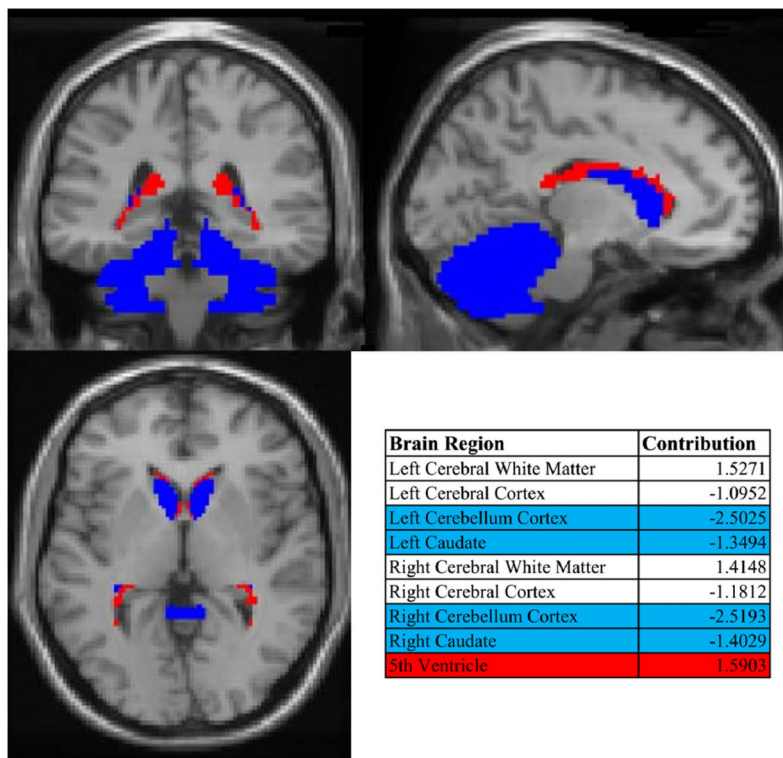 Brain Region Contribution
Left Cerebral White Matter 1.5271
Left Cerebral Cortex -1.0952
Left Cerebellum Cortex -2.5025
Left Caudate -1.3494
Right Cerebral White Matter 1.4148
Right Cerebral Cortex -1.1812
Right Cerebellum Cortex -2.5193
Right Caudate -1.4029
5th Ventricle 1.5903